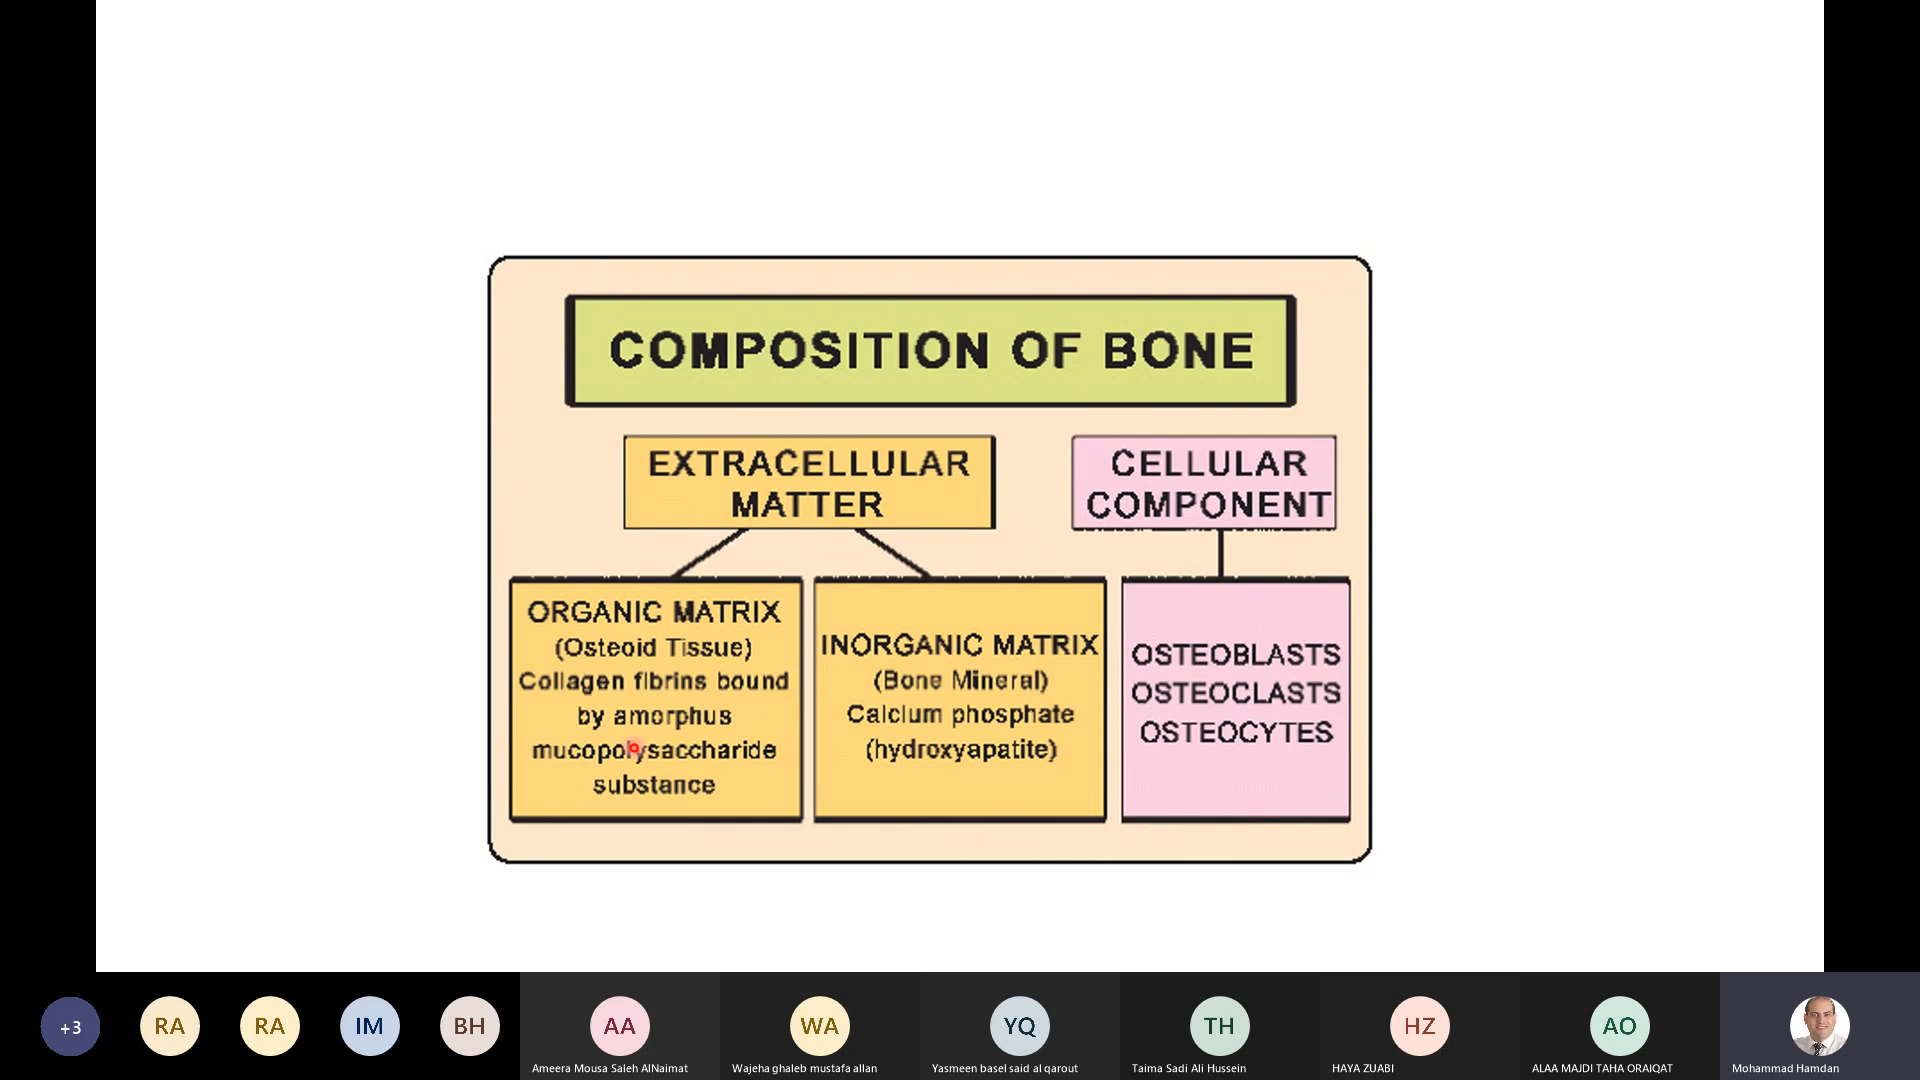 COMPOSITION OF BONE
EXTRACELLULAR
MATTER
CELLULAR
COMPONENT
ORGANIC MATRIX
(Osteoid Tissue)
Collagen fibrins bound
by amorphus
mucopolysaccharide
substance
INORGANIC MATRIX
(Bone Mineral)
Calcium phosphate
(hydroxyapatite)
OSTEOBLASTS
OSTEOCLASTS
OSTEOCYTES
+3
RA
RA
IM
BH
AA
Ameera Mousa Saleh AlNaimat
WA
Wajeha ghaleb mustafa allan
YQ
Yasmeen basel said al qarout
TH
Taima Sadi Ali Hussein
HZ
HAYA ZUABI
AO
ALAA MAJDI TAHA ORAIQAT
Mohammad Hamdan